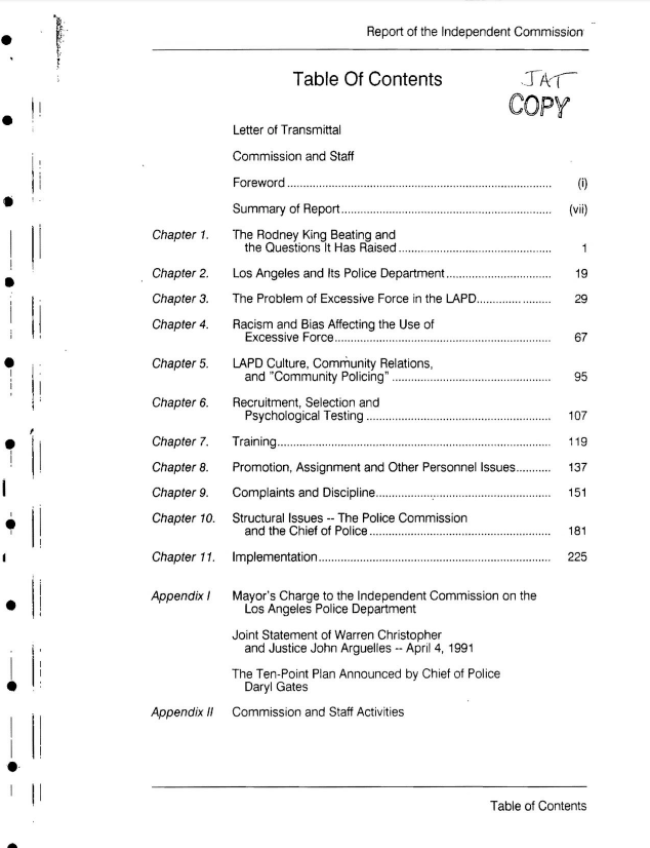 Report of the Independent Commission
Table Of Contents
JAT
COPY
Letter of Transmittal
Commission and Staff
Foreword ........ (i)
Summary of Report ........ (vii)
Chapter 1. The Rodney King Beating and
the Questions It Has Raised ........ 1
Chapter 2. Los Angeles and Its Police Department ........ 19
Chapter 3. The Problem of Excessive Force in the LAPD ........ 29
Chapter 4. Racism and Bias Affecting the Use of
Excessive Force ........ 67
Chapter 5. LAPD Culture, Community Relations,
and "Community Policing" ........ 95
Chapter 6. Recruitment, Selection and
Psychological Testing ........ 107
Chapter 7. Training ........ 119
Chapter 8. Promotion, Assignment and Other Personnel Issues ........ 137
Chapter 9. Complaints and Discipline ........ 151
Chapter 10. Structural Issues -- The Police Commission
and the Chief of Police ........ 181
Chapter 11. Implementation ........ 225
Appendix I Mayor's Charge to the Independent Commission on the
Los Angeles Police Department
Joint Statement of Warren Christopher
and Justice John Arguelles -- April 4, 1991
The Ten-Point Plan Announced by Chief of Police
Daryl Gates
Appendix II Commission and Staff Activities
Table of Contents